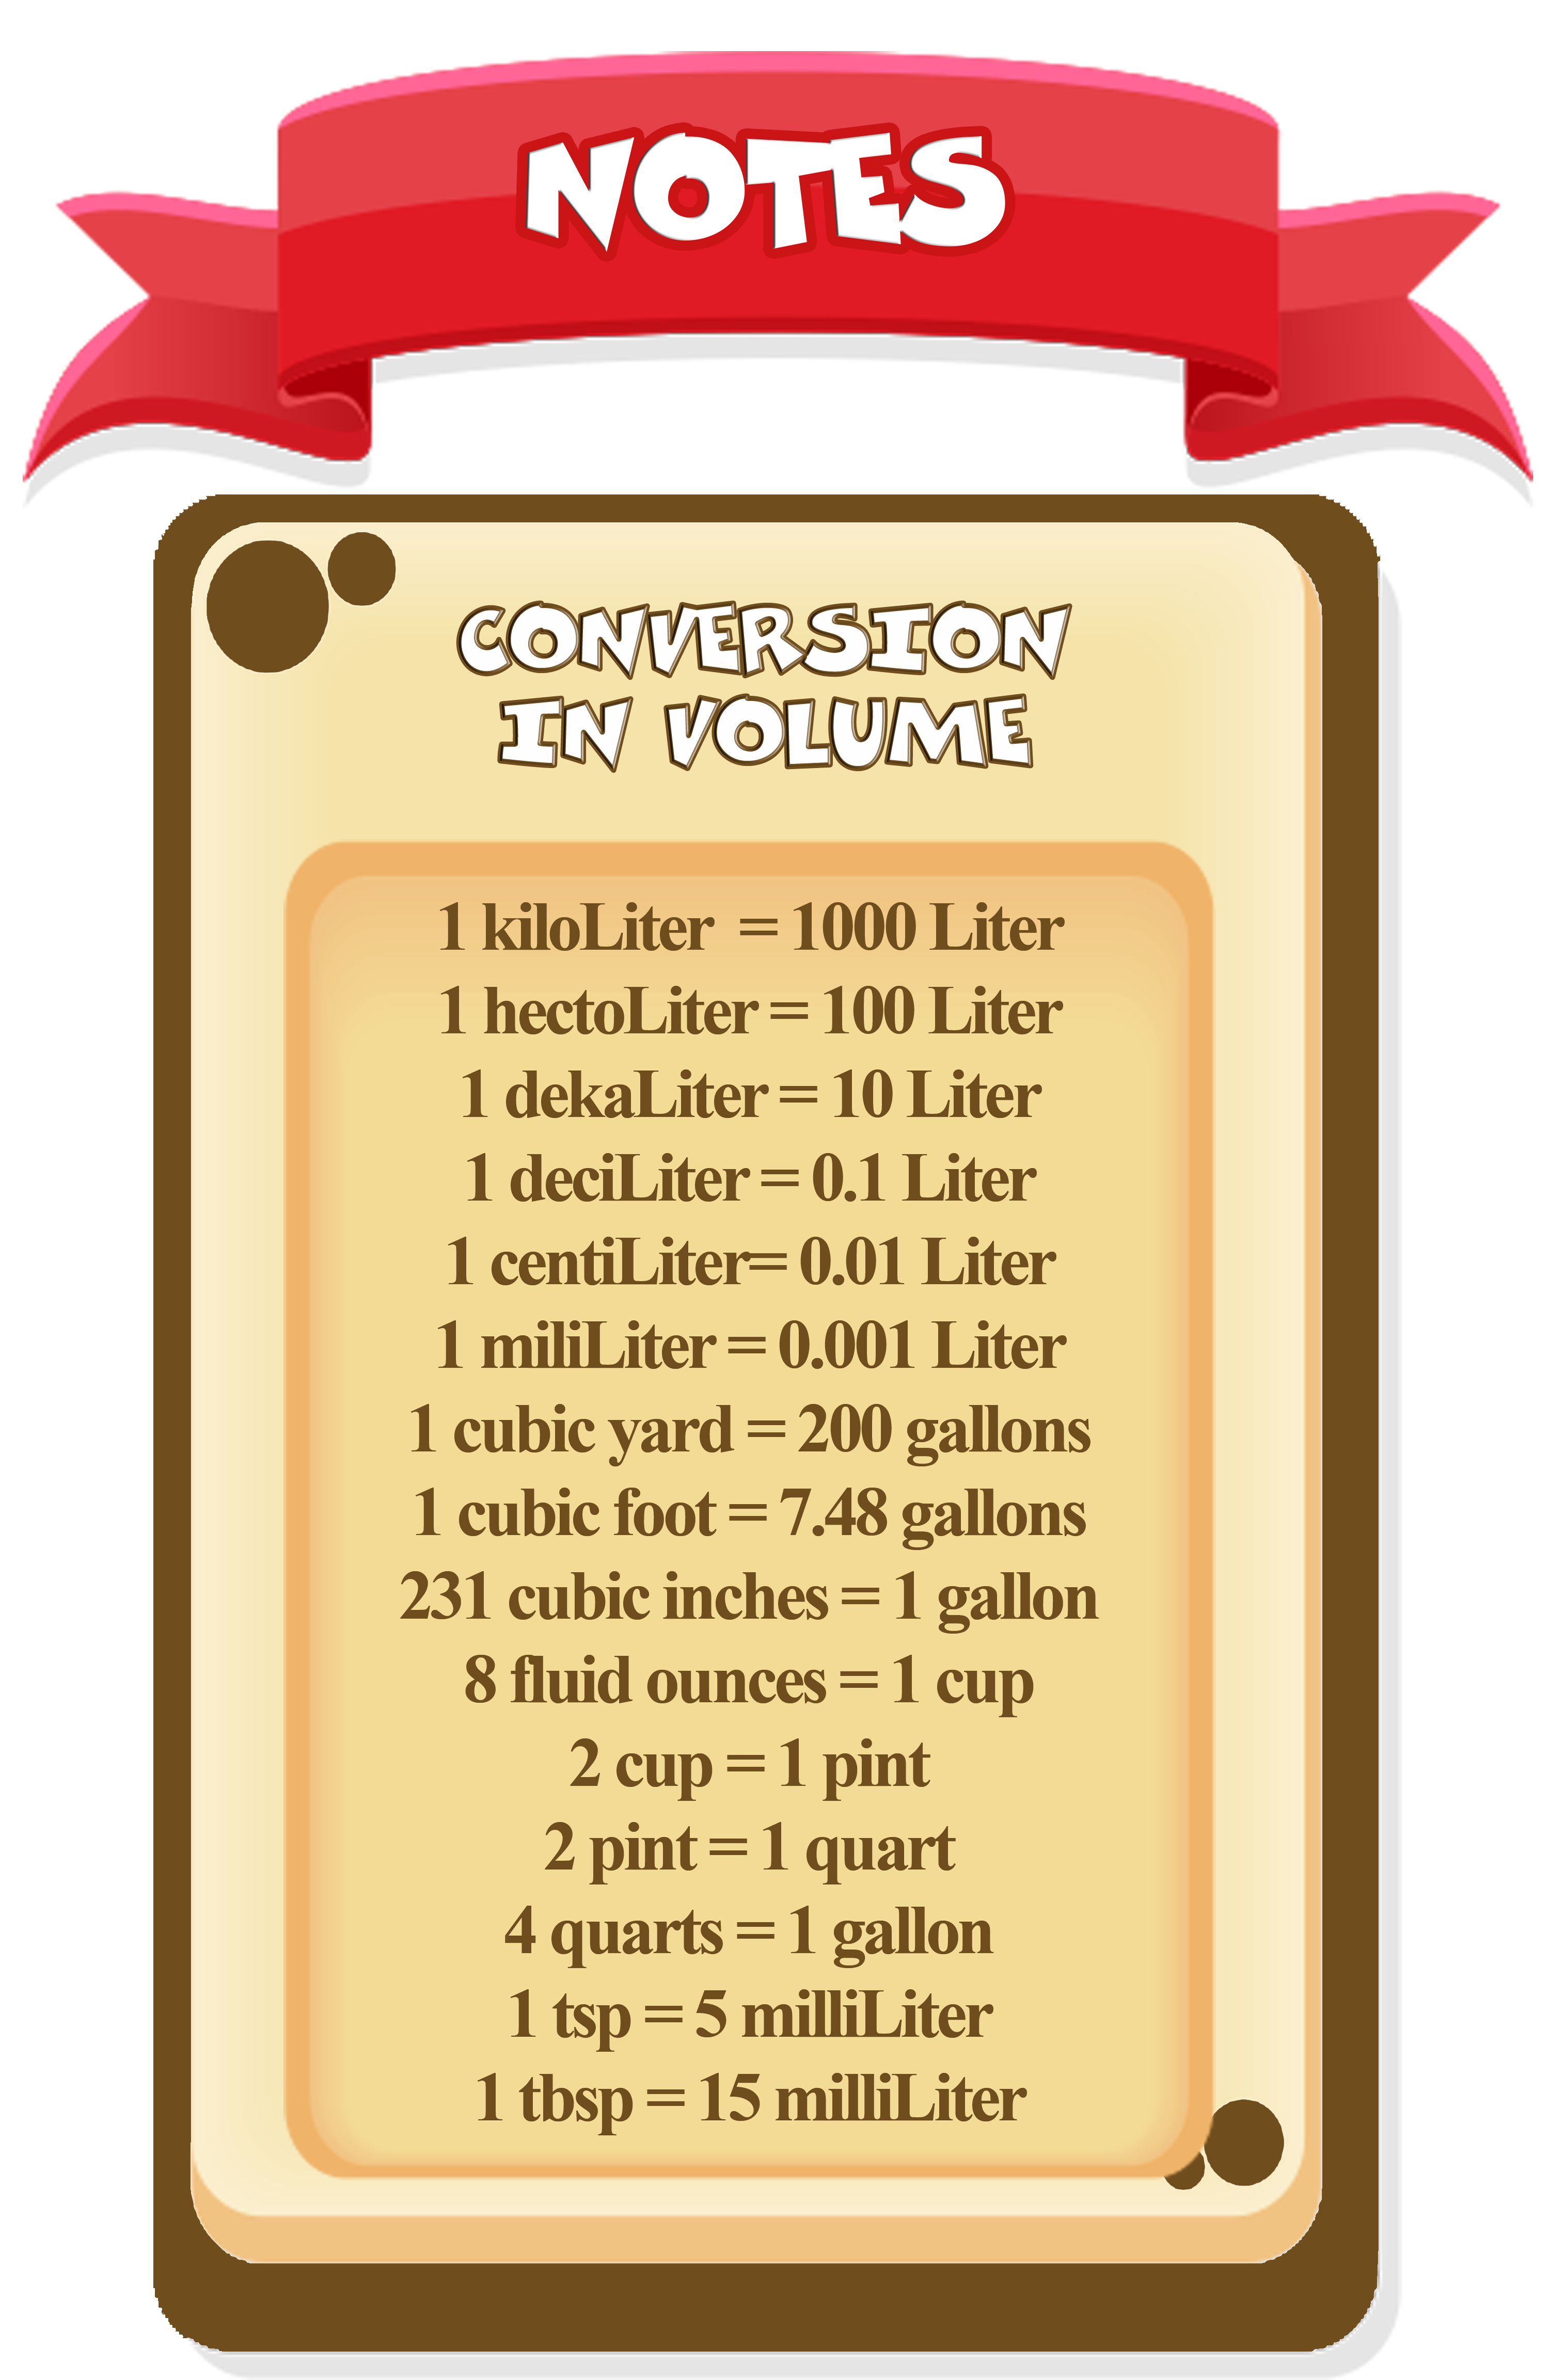 NOTES
CONVERSION
IN VOLUME
1 kiloLiter = 1000 Liter
1 hectoLiter = 100 Liter
1 dekaLiter = 10 Liter
1 deciLiter = 0.1 Liter
1 centiLiter= 0.01 Liter
1 miliLiter = 0.001 Liter
1 cubic yard = 200 gallons
1 cubic foot = 7.48 gallons
231 cubic inches = 1 gallon
8 fluid ounces = 1 cup
2 cup = 1 pint
2 pint = 1 quart
4 quarts = 1 gallon
1 tsp = 5 milliLiter
1 tbsp = 15 milliLiter